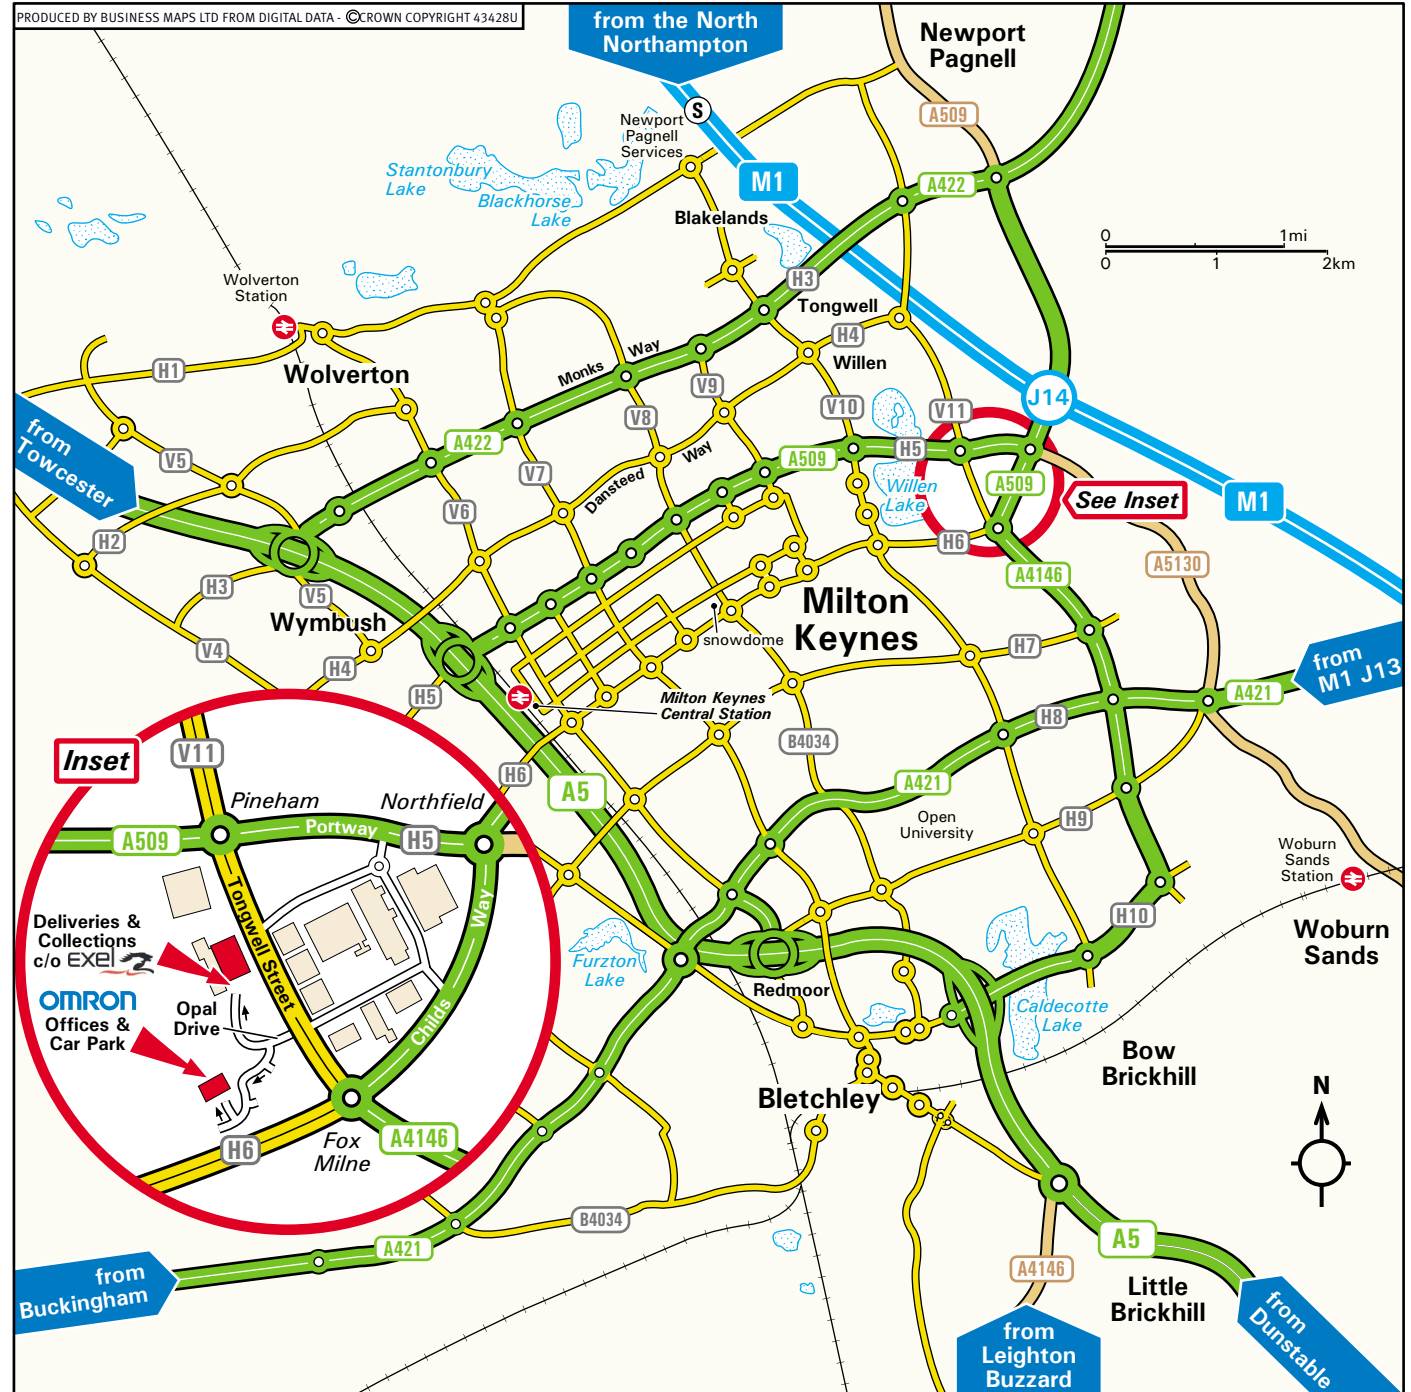 PRODUCED BY BUSINESS MAPS LTD FROM DIGITAL DATA - ©CROWN COPYRIGHT 43428U
from the North
Northampton
Newport
Pagnell
S
Newport
Pagnell
Services
A509
M1
A422
Stantonbury
Lake
Blackhorse
Lake
Blakelands
0
1mi
0
1
2km
H3
Tongwell
Wolverton
Station
H4
Willen
Monks
Way
H1
Wolverton
V9
V8
V10
V11
J14
from
Towcester
A422
V5
V7
Dansteed
Way
A509
H5
Willen
Lake
A509
See Inset
M1
V6
H2
H6
H3
V5
A4146
A5130
Wymbush
Milton
Keynes
snowdome
V4
H4
H5
H7
from
M1 J13
A421
Milton Keynes
Central Station
H8
B4034
Inset
V11
H6
A5
A421
Pineham
Northfield
Open
University
H9
A509
Portway
H5
Woburn
Sands
Station
Tongwell Street
Way
Deliveries &
Collections
c/o exel
H10
Woburn
Sands
Furzton
Lake
OMRON
Offices &
Car Park
Opal
Drive
Childs
Redmoor
Caldecotte
Lake
Bow
Brickhill
Bletchley
N
H6
Fox
Milne
A4146
B4034
A421
A5
from
Buckingham
A4146
Little
Brickhill
from
Leighton
Buzzard
from
Dunstable